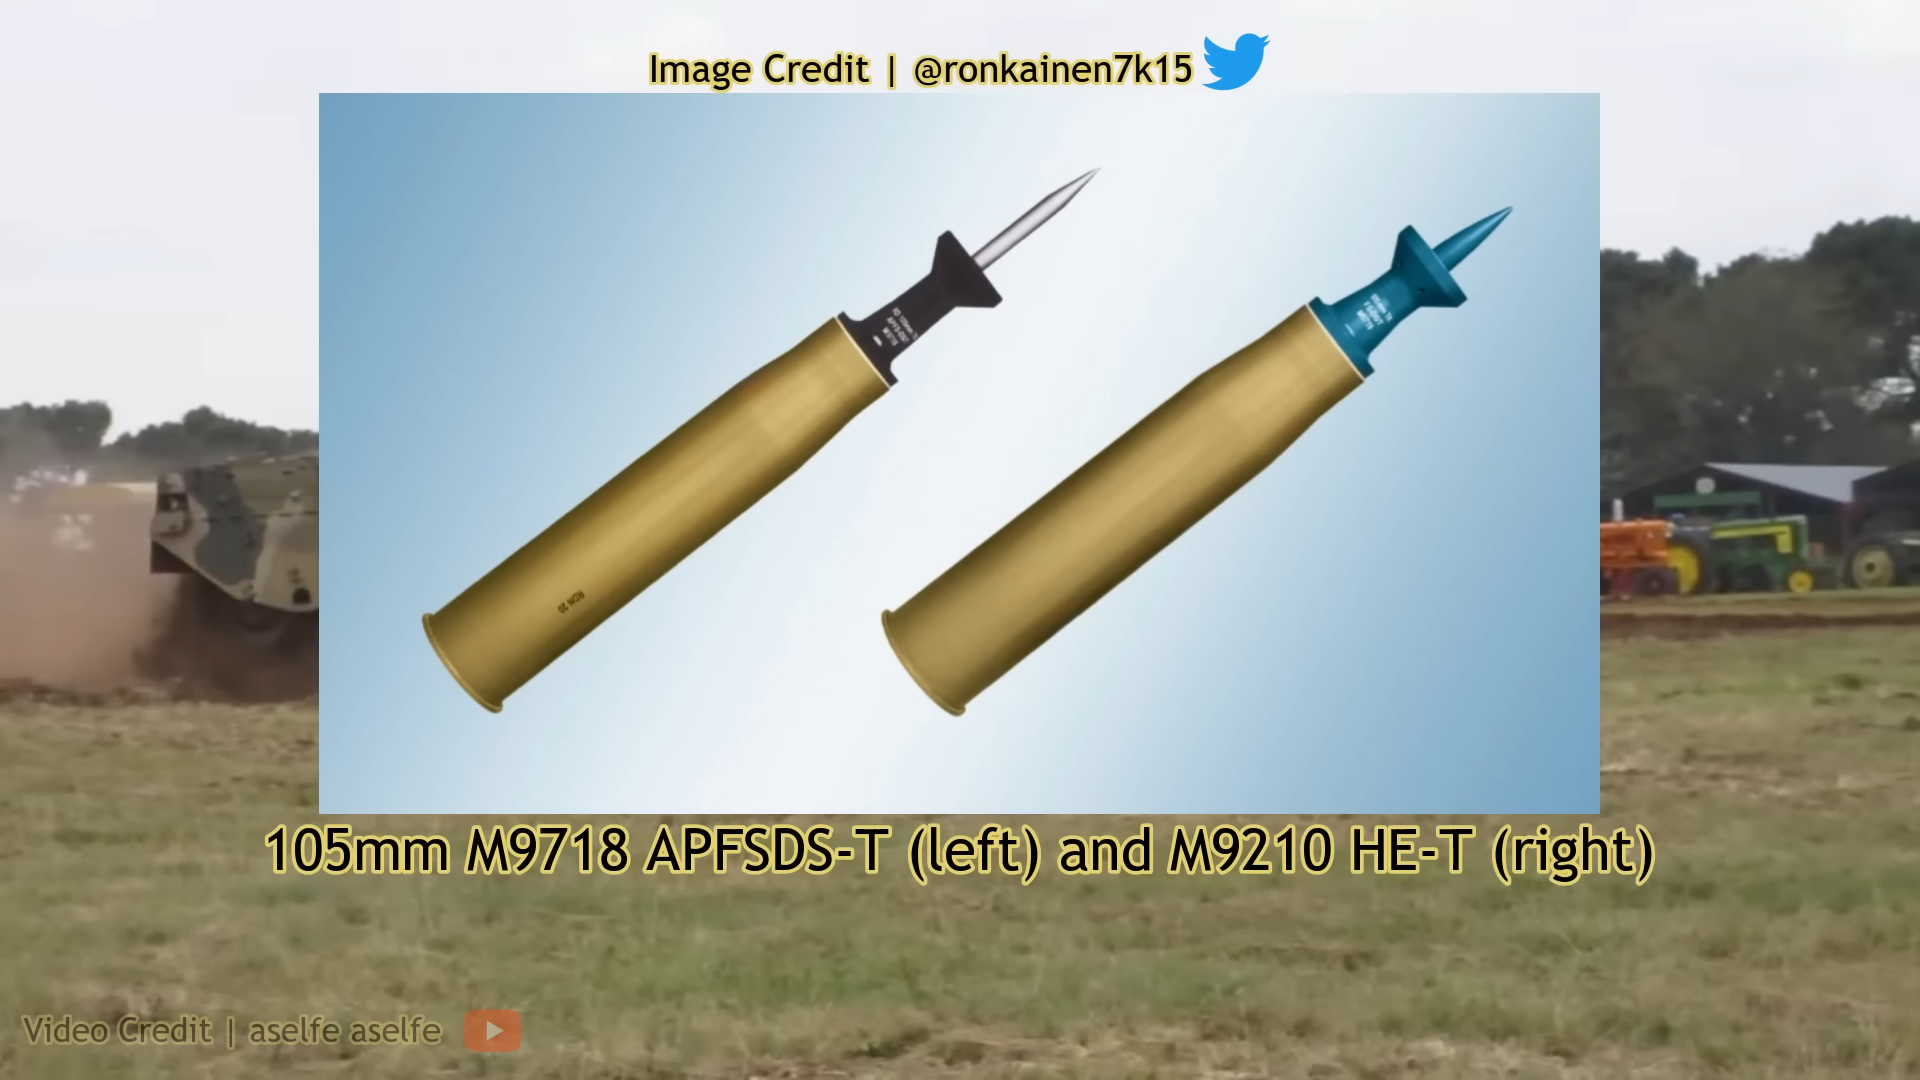 Image Credit | @ronkainen7k15
105mm M9718 APFSDS-T (left) and M9210 HE-T (right)
Video Credit | aselfe aselfe